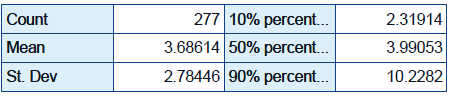 Count 277 10% percent... 2.31914
Mean 3.68614 50% percent... 3.99053
St. Dev 2.78446 90% percent... 10.2282